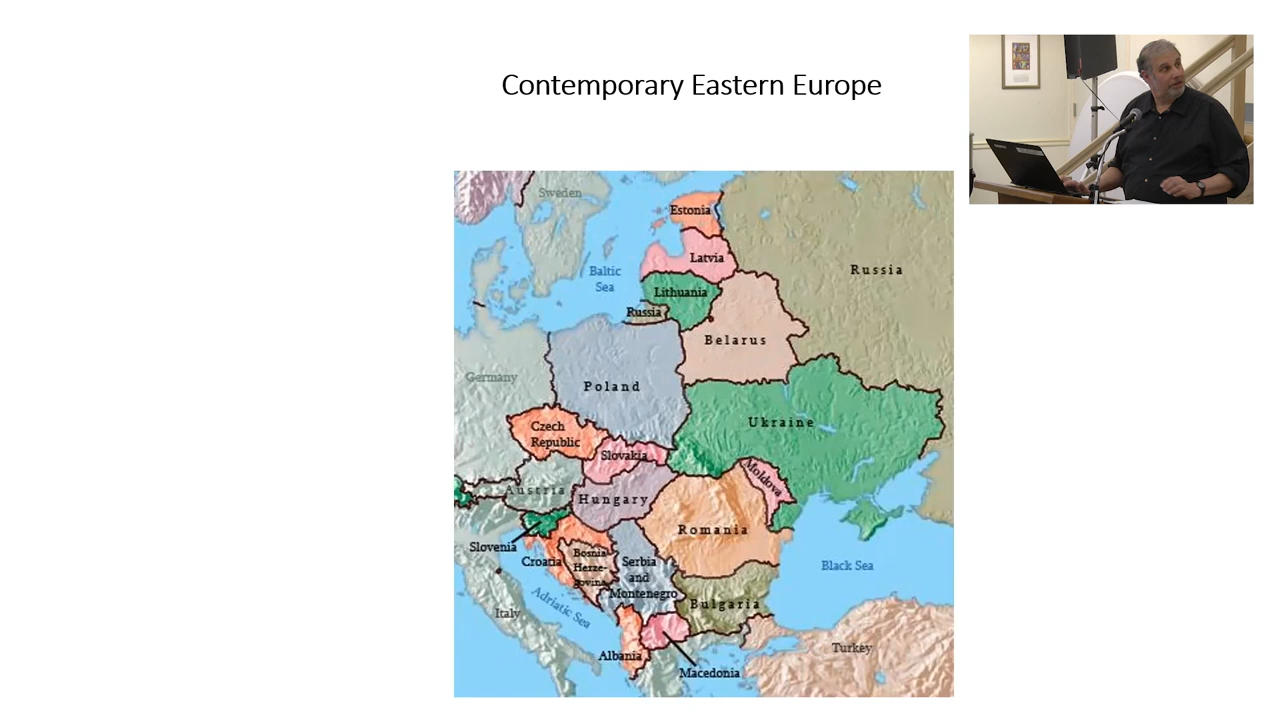 Contemporary Eastern Europe
Sweden
Estonia
Latvia
Russia
Baltic
Sea
Lithuania
Russia
Belarus
Germany
Poland
Ukraine
Czech
Republic
Slovakia
Moldova
Austria
Hungary
Romania
Slovenia
Croatia
Bosnia
Herze-
govina
Serbia
and
Montenegro
Black Sea
Adriatic Sea
Italy
Bulgaria
Turkey
Albania
Macedonia